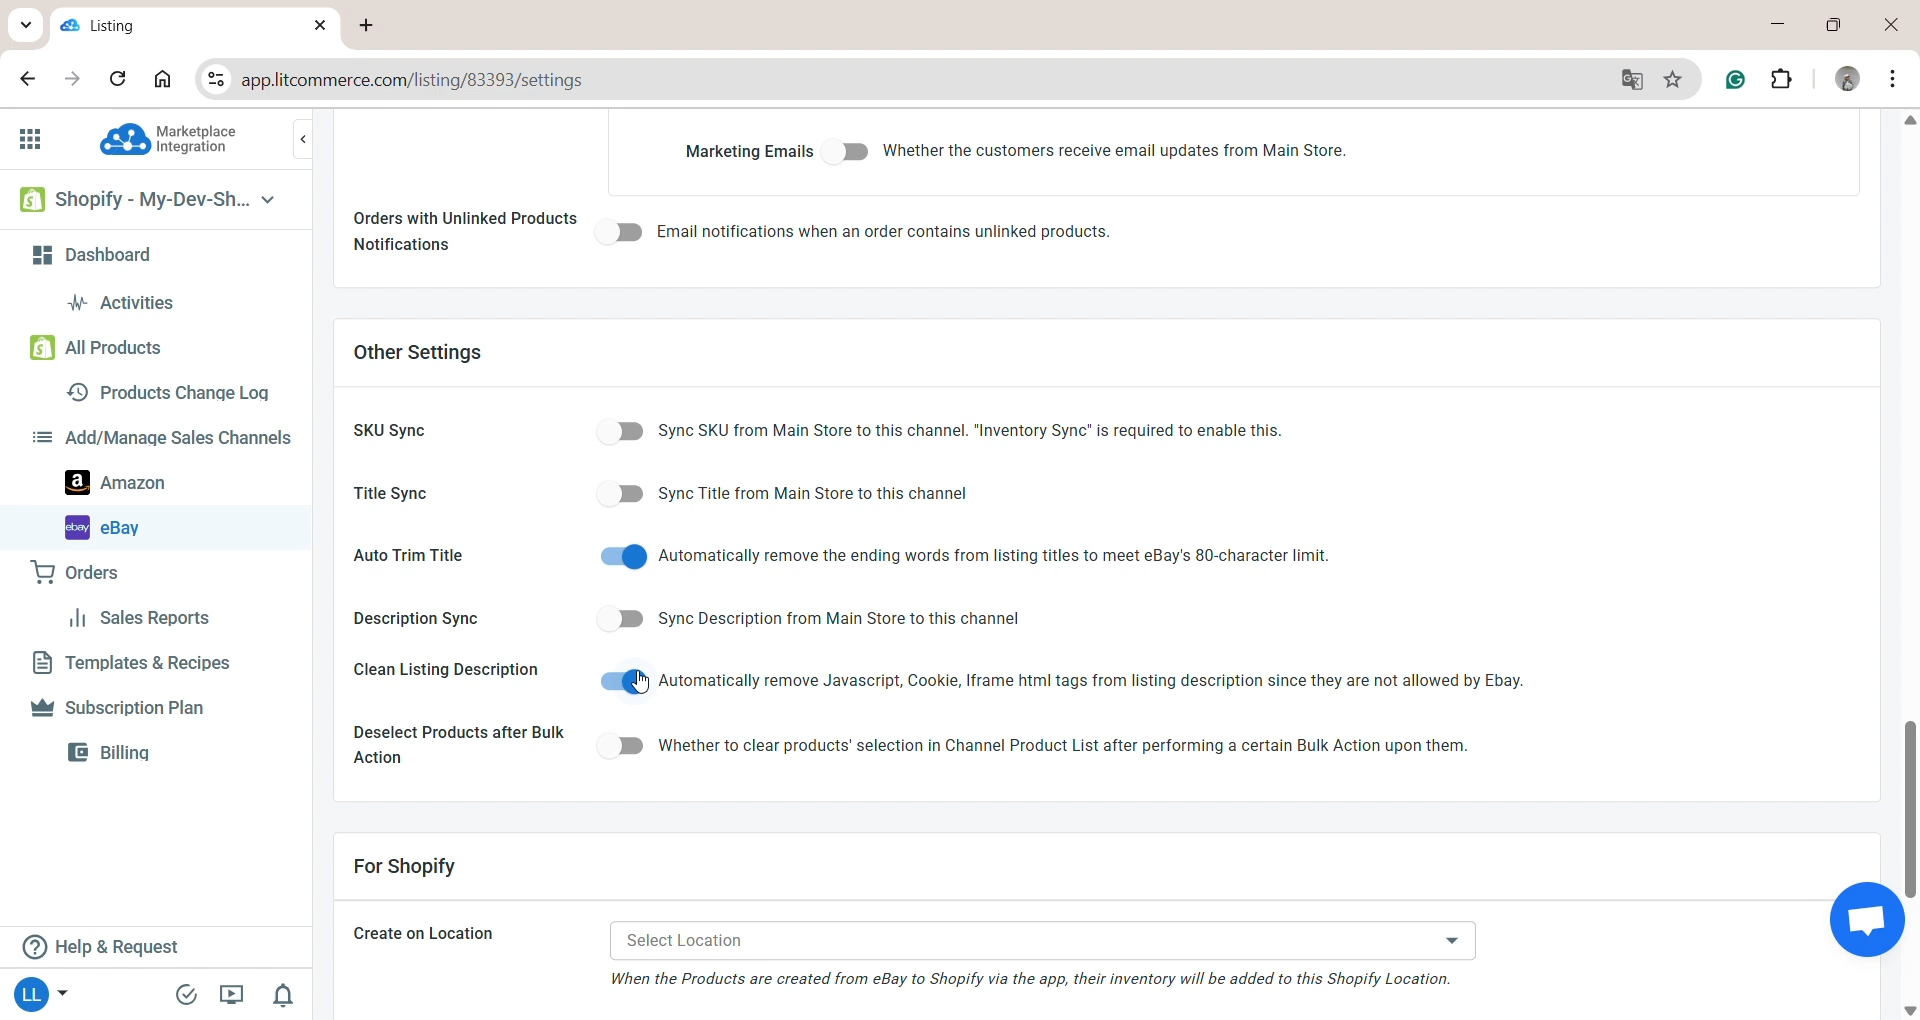 Listing
app.litcommerce.com/listing/83393/settings
Marketplace
Integration
Shopify - My-Dev-Sh...
Dashboard
Activities
All Products
Products Change Log
Add/Manage Sales Channels
a Amazon
ebay eBay
Orders
Sales Reports
Templates & Recipes
Subscription Plan
Billing
Help & Request
LL
Marketing Emails Whether the customers receive email updates from Main Store.
Orders with Unlinked Products
Notifications
Email notifications when an order contains unlinked products.
Other Settings
SKU Sync Sync SKU from Main Store to this channel. "Inventory Sync" is required to enable this.
Title Sync Sync Title from Main Store to this channel
Auto Trim Title Automatically remove the ending words from listing titles to meet eBay's 80-character limit.
Description Sync Sync Description from Main Store to this channel
Clean Listing Description Automatically remove Javascript, Cookie, Iframe html tags from listing description since they are not allowed by Ebay.
Deselect Products after Bulk
Action
Whether to clear products' selection in Channel Product List after performing a certain Bulk Action upon them.
For Shopify
Create on Location Select Location
When the Products are created from eBay to Shopify via the app, their inventory will be added to this Shopify Location.